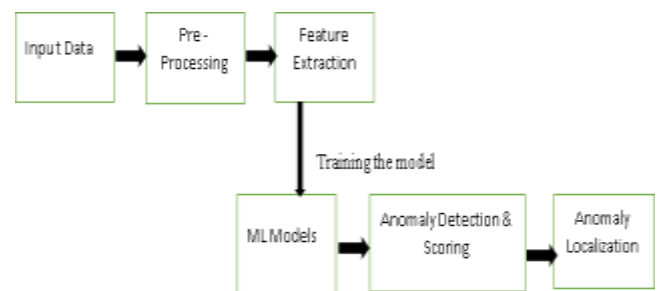 Input Data
Pre-
Processing
Feature
Extraction
Training the model
ML Models
Anomaly Detection &
Scoring
Anomaly
Localization